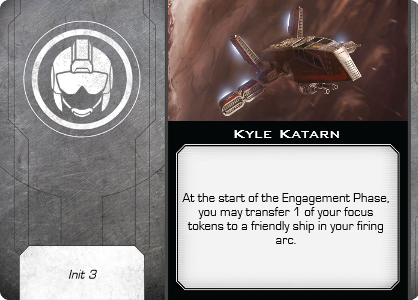 Kyle Katarn
At the start of the Engagement Phase,
you may transfer 1 of your focus
tokens to a friendly ship in your firing
arc.
Init 3